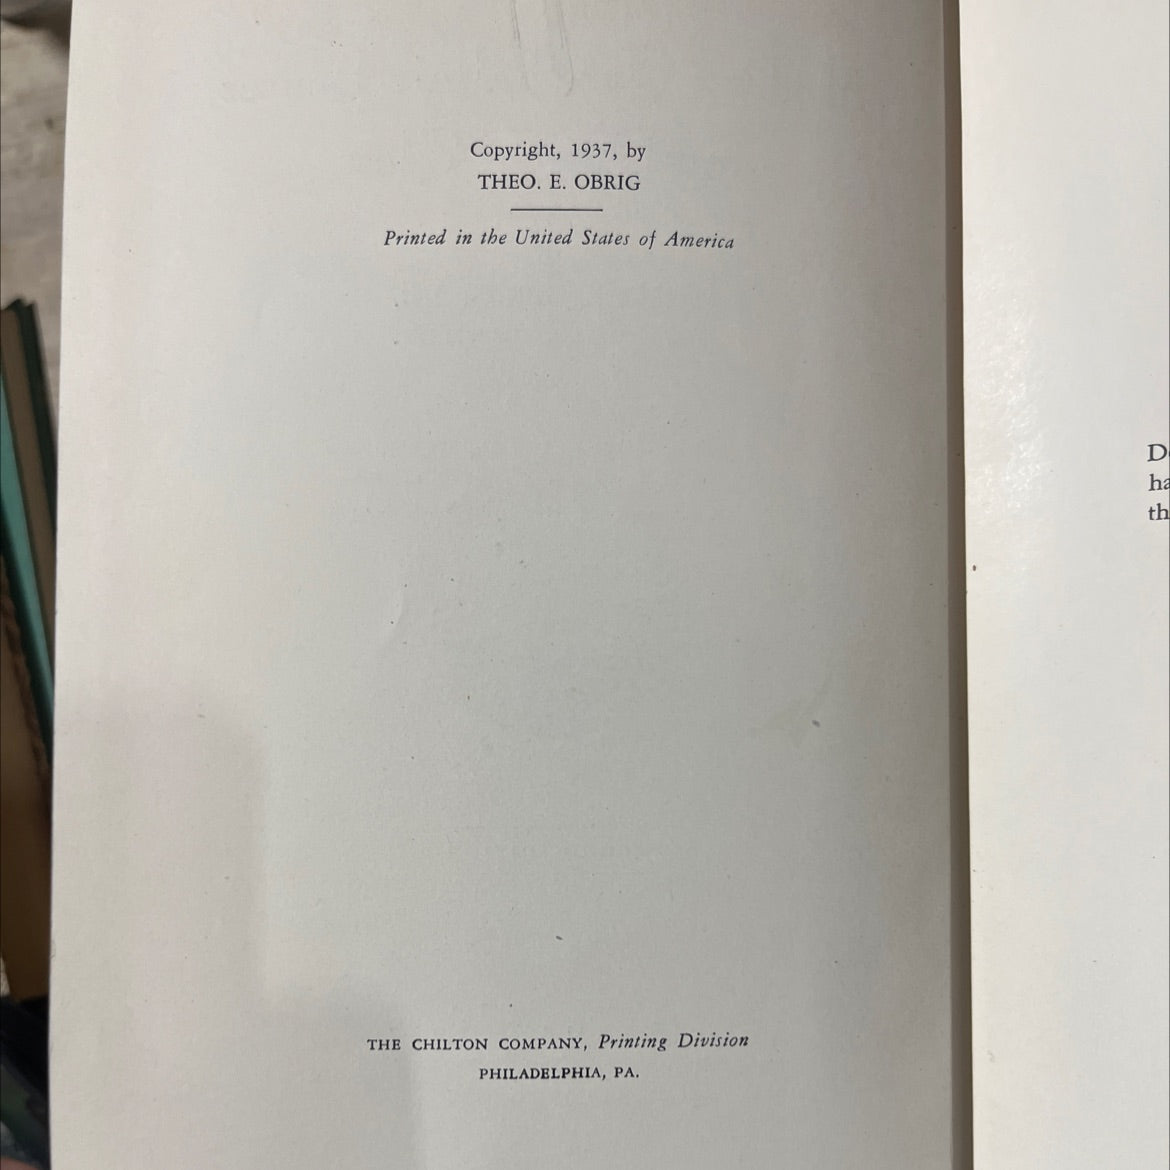 Copyright, 1937, by
THEO. E. OBRIG
Printed in the United States of America
THE CHILTON COMPANY, Printing Division
PHILADELPHIA, PA.